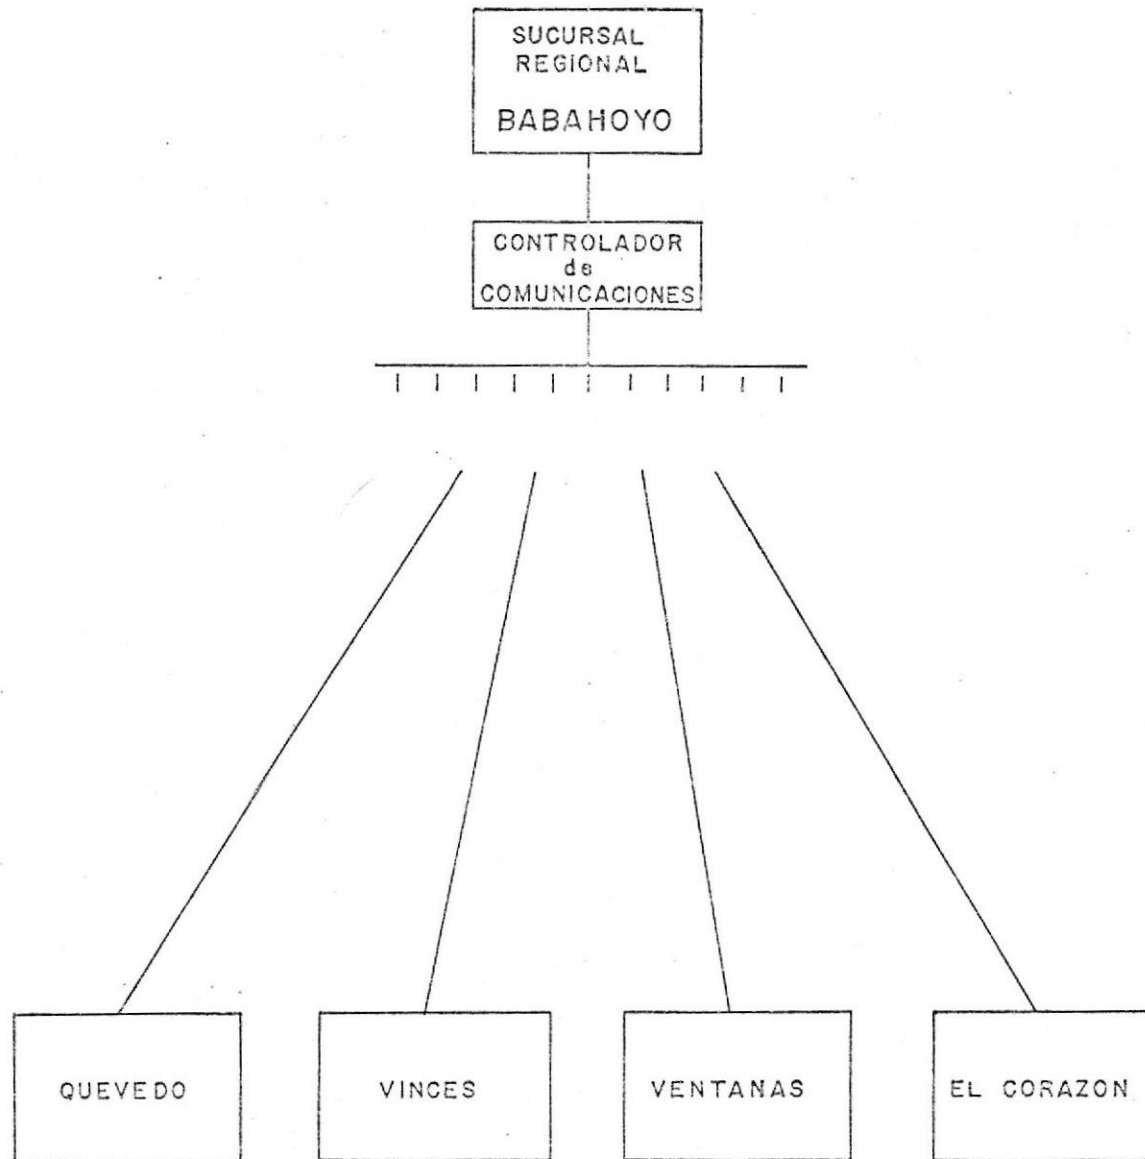 SUCURSAL
REGIONAL
BABAHOYO
CONTROLADOR
de
COMUNICACIONES
QUEVEDO
VINCES
VENTANAS
EL CORAZON